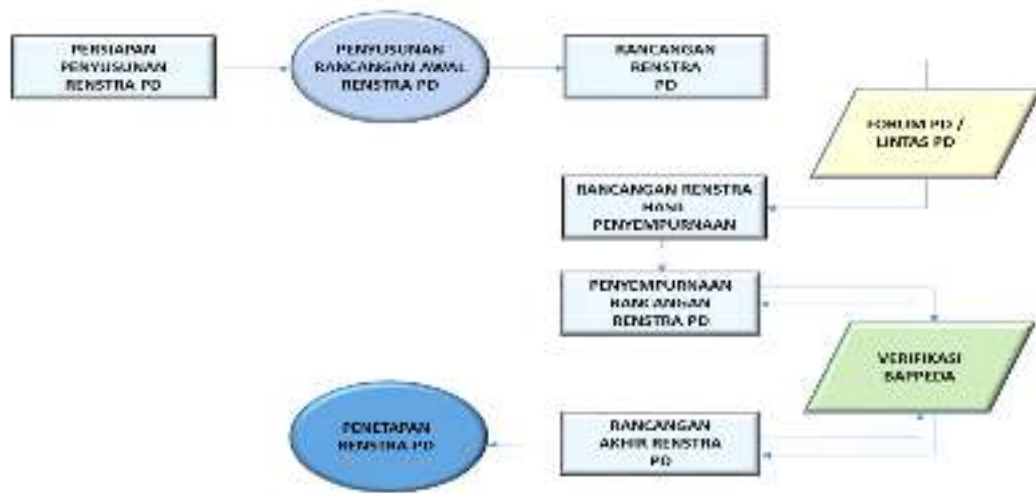 PERSIAPAN
PENYUSUNAN
RENSTRA PD
PENYUSUNAN
RANCANGAN AWAL
RENSTRA PD
RANCANGAN
RENSTRA
PD
FORUM PD /
LINTAS PD
RANCANGAN RENSTRA
HASIL
PENYEMPURNAAN
PENYEMPURNAAN
RANCANGAN
RENSTRA PD
VERIFIKASI
BAPPEDA
PENETAPAN
RENSTRA PD
RANCANGAN
AKHIR RENSTRA
PD